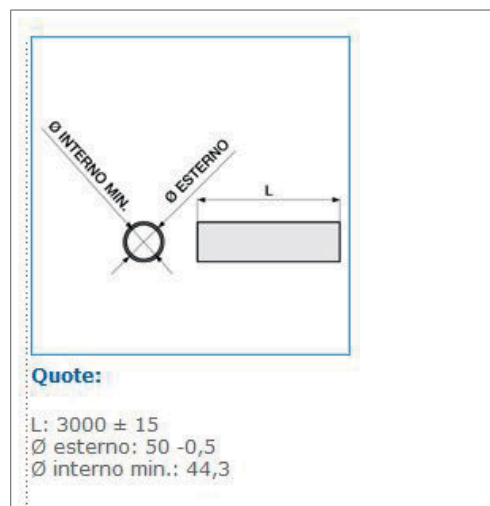 Ø INTERNO MIN.
Ø ESTERNO
L
Quote:
L: 3000 ± 15
Ø esterno: 50 -0,5
Ø interno min.: 44,3